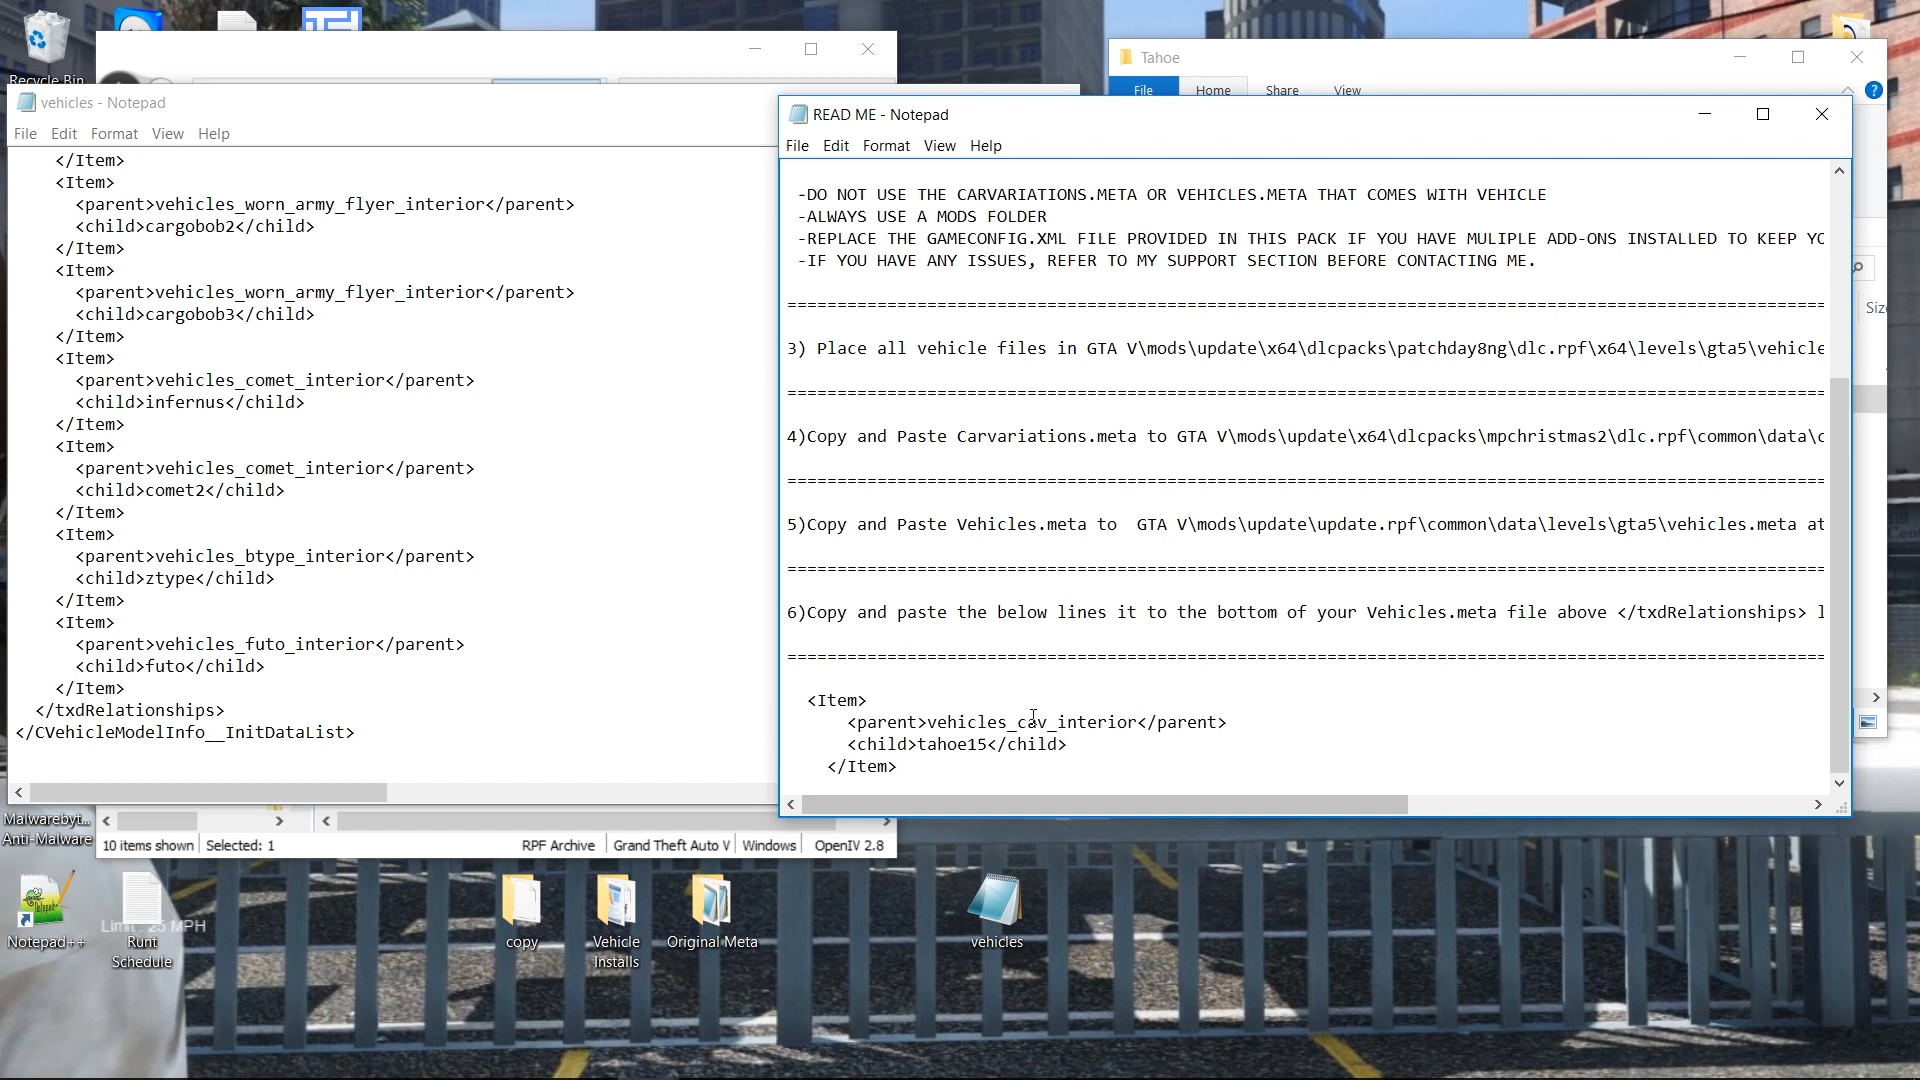 Recycle Bin
Tahoe
File Home Share View
Size
vehicles - Notepad
File Edit Format View Help
</Item>
<Item>
<parent>vehicles_worn_army_flyer_interior</parent>
<child>cargobob2</child>
</Item>
<Item>
<parent>vehicles_worn_army_flyer_interior</parent>
<child>cargobob3</child>
</Item>
<Item>
<parent>vehicles_comet_interior</parent>
<child>infernus</child>
</Item>
<Item>
<parent>vehicles_comet_interior</parent>
<child>comet2</child>
</Item>
<Item>
<parent>vehicles_btype_interior</parent>
<child>ztype</child>
</Item>
<Item>
<parent>vehicles_futo_interior</parent>
<child>futo</child>
</Item>
</txdRelationships>
</CVehicleModelInfo__InitDataList>
READ ME - Notepad
File Edit Format View Help
-DO NOT USE THE CARVARIATIONS.META OR VEHICLES.META THAT COMES WITH VEHICLE
-ALWAYS USE A MODS FOLDER
-REPLACE THE GAMECONFIG.XML FILE PROVIDED IN THIS PACK IF YOU HAVE MULIPLE ADD-ONS INSTALLED TO KEEP YO
-IF YOU HAVE ANY ISSUES, REFER TO MY SUPPORT SECTION BEFORE CONTACTING ME.
========================================================================================================
3) Place all vehicle files in GTA V\mods\update\x64\dlcpacks\patchday8ng\dlc.rpf\x64\levels\gta5\vehicle
========================================================================================================
4)Copy and Paste Carvariations.meta to GTA V\mods\update\x64\dlcpacks\mpchristmas2\dlc.rpf\common\data\c
========================================================================================================
5)Copy and Paste Vehicles.meta to  GTA V\mods\update\update.rpf\common\data\levels\gta5\vehicles.meta at
========================================================================================================
6)Copy and paste the below lines it to the bottom of your Vehicles.meta file above </txdRelationships> l
========================================================================================================
<Item>
<parent>vehicles_cav_interior</parent>
<child>tahoe15</child>
</Item>
Malwarebyt...
Anti-Malware
10 items shown Selected: 1 RPF Archive Grand Theft Auto V Windows OpenIV 2.8
Limit : 25 MPH
Notepad++
Runt
Schedule
copy
Vehicle
Installs
Original Meta
vehicles